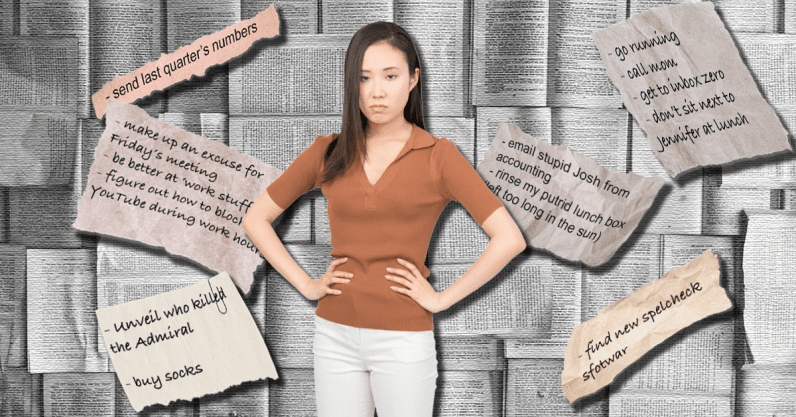 - send last quarter's numbers
- make up an excuse for
Friday's meeting
- be better at work stuff
- figure out how to block
YouTube during work hou
- Unveil who killed
the Admiral
- buy socks
- go running
- call mom
- get to inbox zero
- don't sit next to
Jennifer at lunch
- email stupid Josh from
accounting
- rinse my putrid lunch box
left too long in the sun)
- find new spelcheck
sfotwar